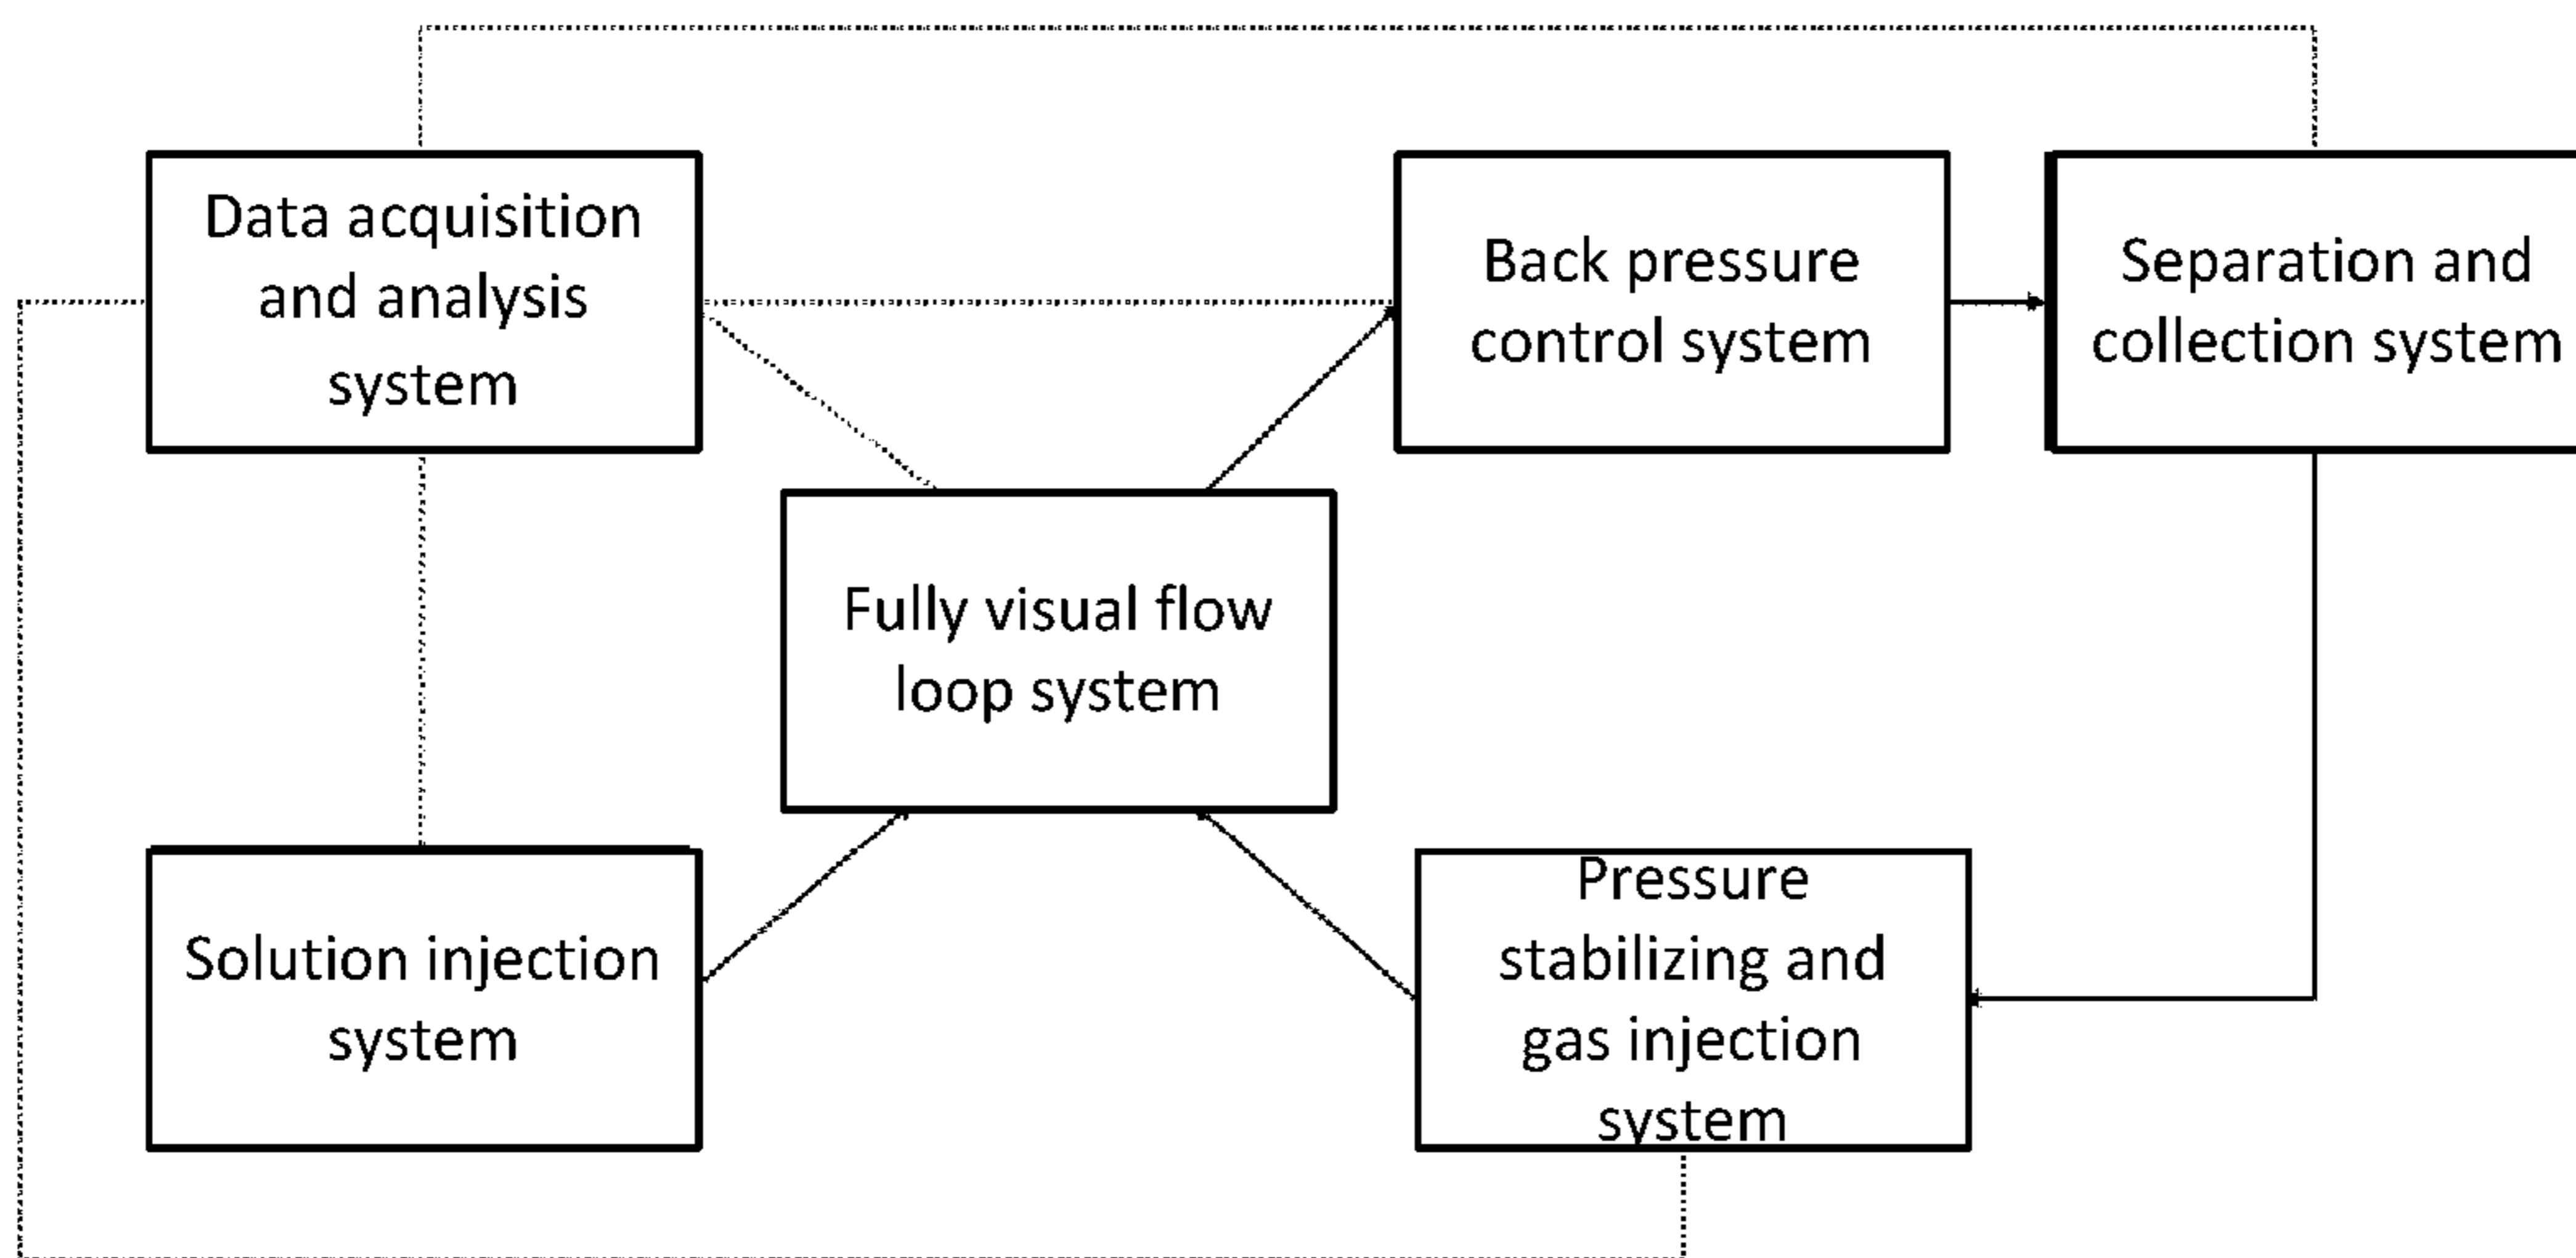 Data acquisition
and analysis
system
Back pressure
control system
Separation and
collection system
Fully visual flow
loop system
Solution injection
system
Pressure
stabilizing and
gas injection
system